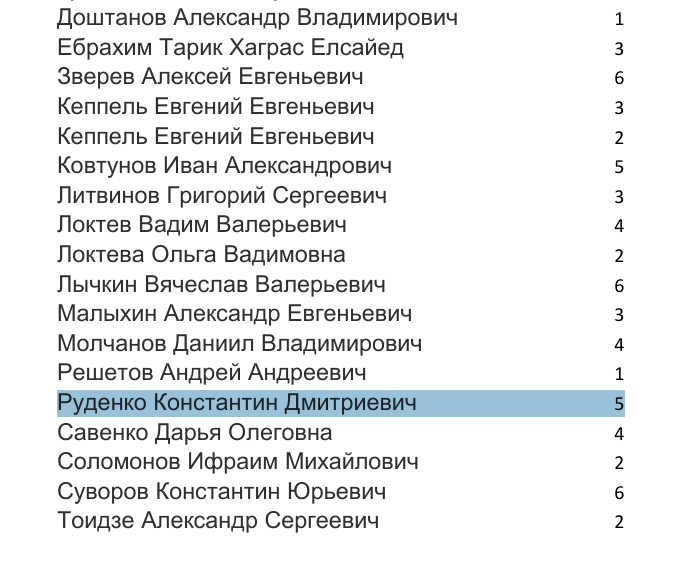 Доштанов Александр Владимирович 1
Ебрахим Тарик Хаграс Елсайед 3
Зверев Алексей Евгеньевич 6
Кеппель Евгений Евгеньевич 3
Кеппель Евгений Евгеньевич 2
Ковтунов Иван Александрович 5
Литвинов Григорий Сергеевич 3
Локтев Вадим Валерьевич 4
Локтева Ольга Вадимовна 2
Лычкин Вячеслав Валерьевич 6
Малыхин Александр Евгеньевич 3
Молчанов Даниил Владимирович 4
Решетов Андрей Андреевич 1
Руденко Константин Дмитриевич 5
Савенко Дарья Олеговна 4
Соломонов Ифраим Михайлович 2
Суворов Константин Юрьевич 6
Тоидзе Александр Сергеевич 2